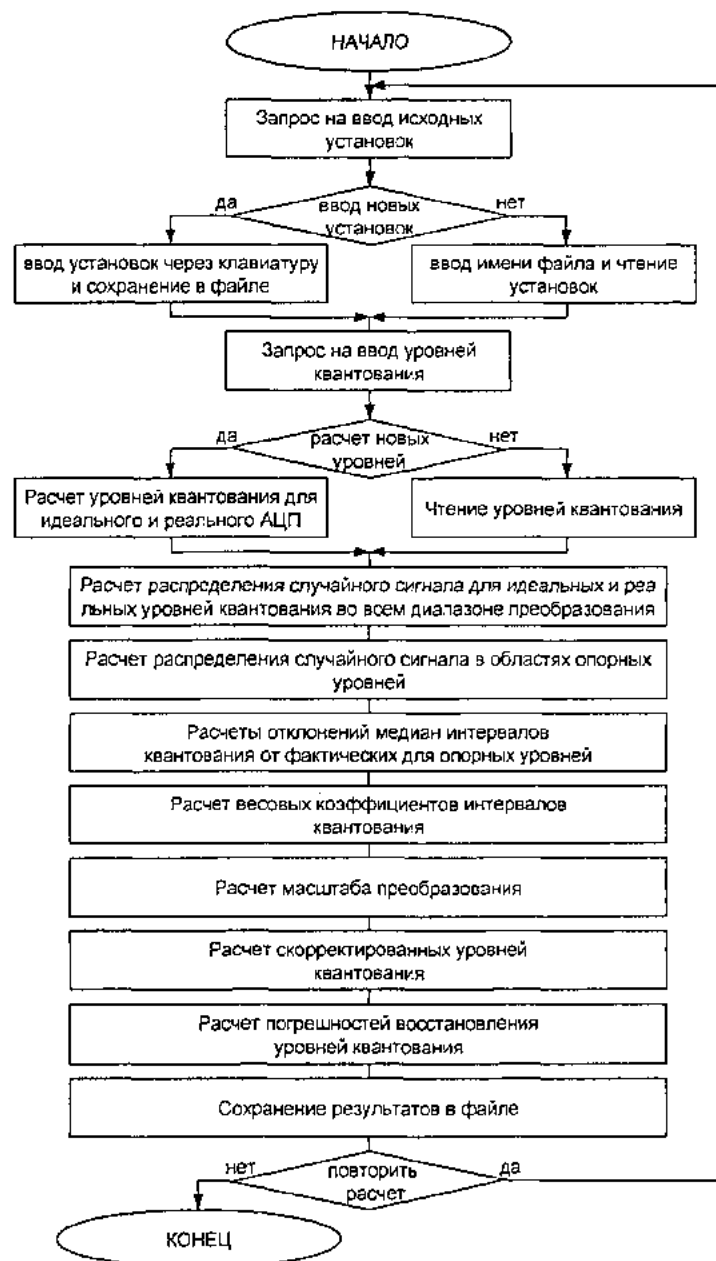 НАЧАЛО
Запрос на ввод исходных
установок
да
ввод новых
установок
нет
ввод установок через клавиатуру
и сохранение в файле
ввод имени файла и чтение
установок
Запрос на ввод уровней
квантования
да
расчет новых
уровней
нет
Расчет уровней квантования для
идеального и реального АЦП
Чтение уровней квантования
Расчет распределения случайного сигнала для идеальных и реа
льных уровней квантования во всем диапазоне преобразования
Расчет распределения случайного сигнала в областях опорных
уровней
Расчеты отклонений медиан интервалов
квантования от фактических для опорных уровней
Расчет весовых коэффициентов интервалов
квантования
Расчет масштаба преобразования
Расчет скорректированных уровней
квантования
Расчет погрешностей восстановления
уровней квантования
Сохранение результатов в файле
нет
повторить
расчет
да
КОНЕЦ